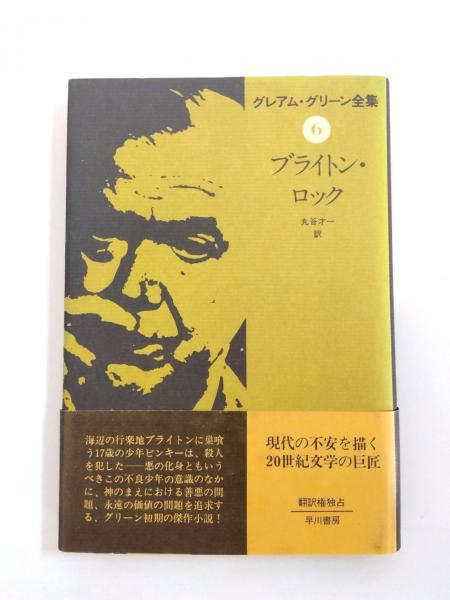 グレアム・グリーン全集
6
ブライトン・
ロック
丸谷才一
訳
海辺の行楽地ブライトンに巣喰
う17歳の少年ピンキーは、殺人
を犯した——悪の化身ともいう
べきこの不良少年の意識のなか
に、神のまえにおける善悪の問
題、永遠の価値の問題を追求す
る、グリーン初期の傑作小説！
現代の不安を描く
20世紀文学の巨匠
翻訳権独占
早川書房